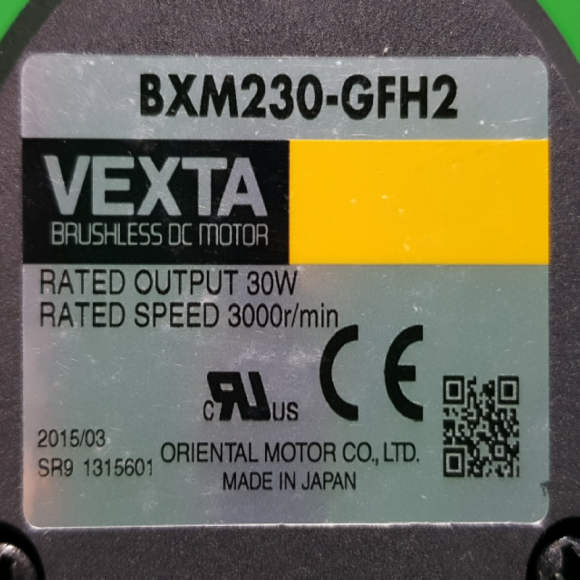 BXM230-GFH2
VEXTA
BRUSHLESS DC MOTOR
RATED OUTPUT 30W
RATED SPEED 3000r/min
CE
c RU US
2015/03
SR9 1315601
ORIENTAL MOTOR CO., LTD.
MADE IN JAPAN